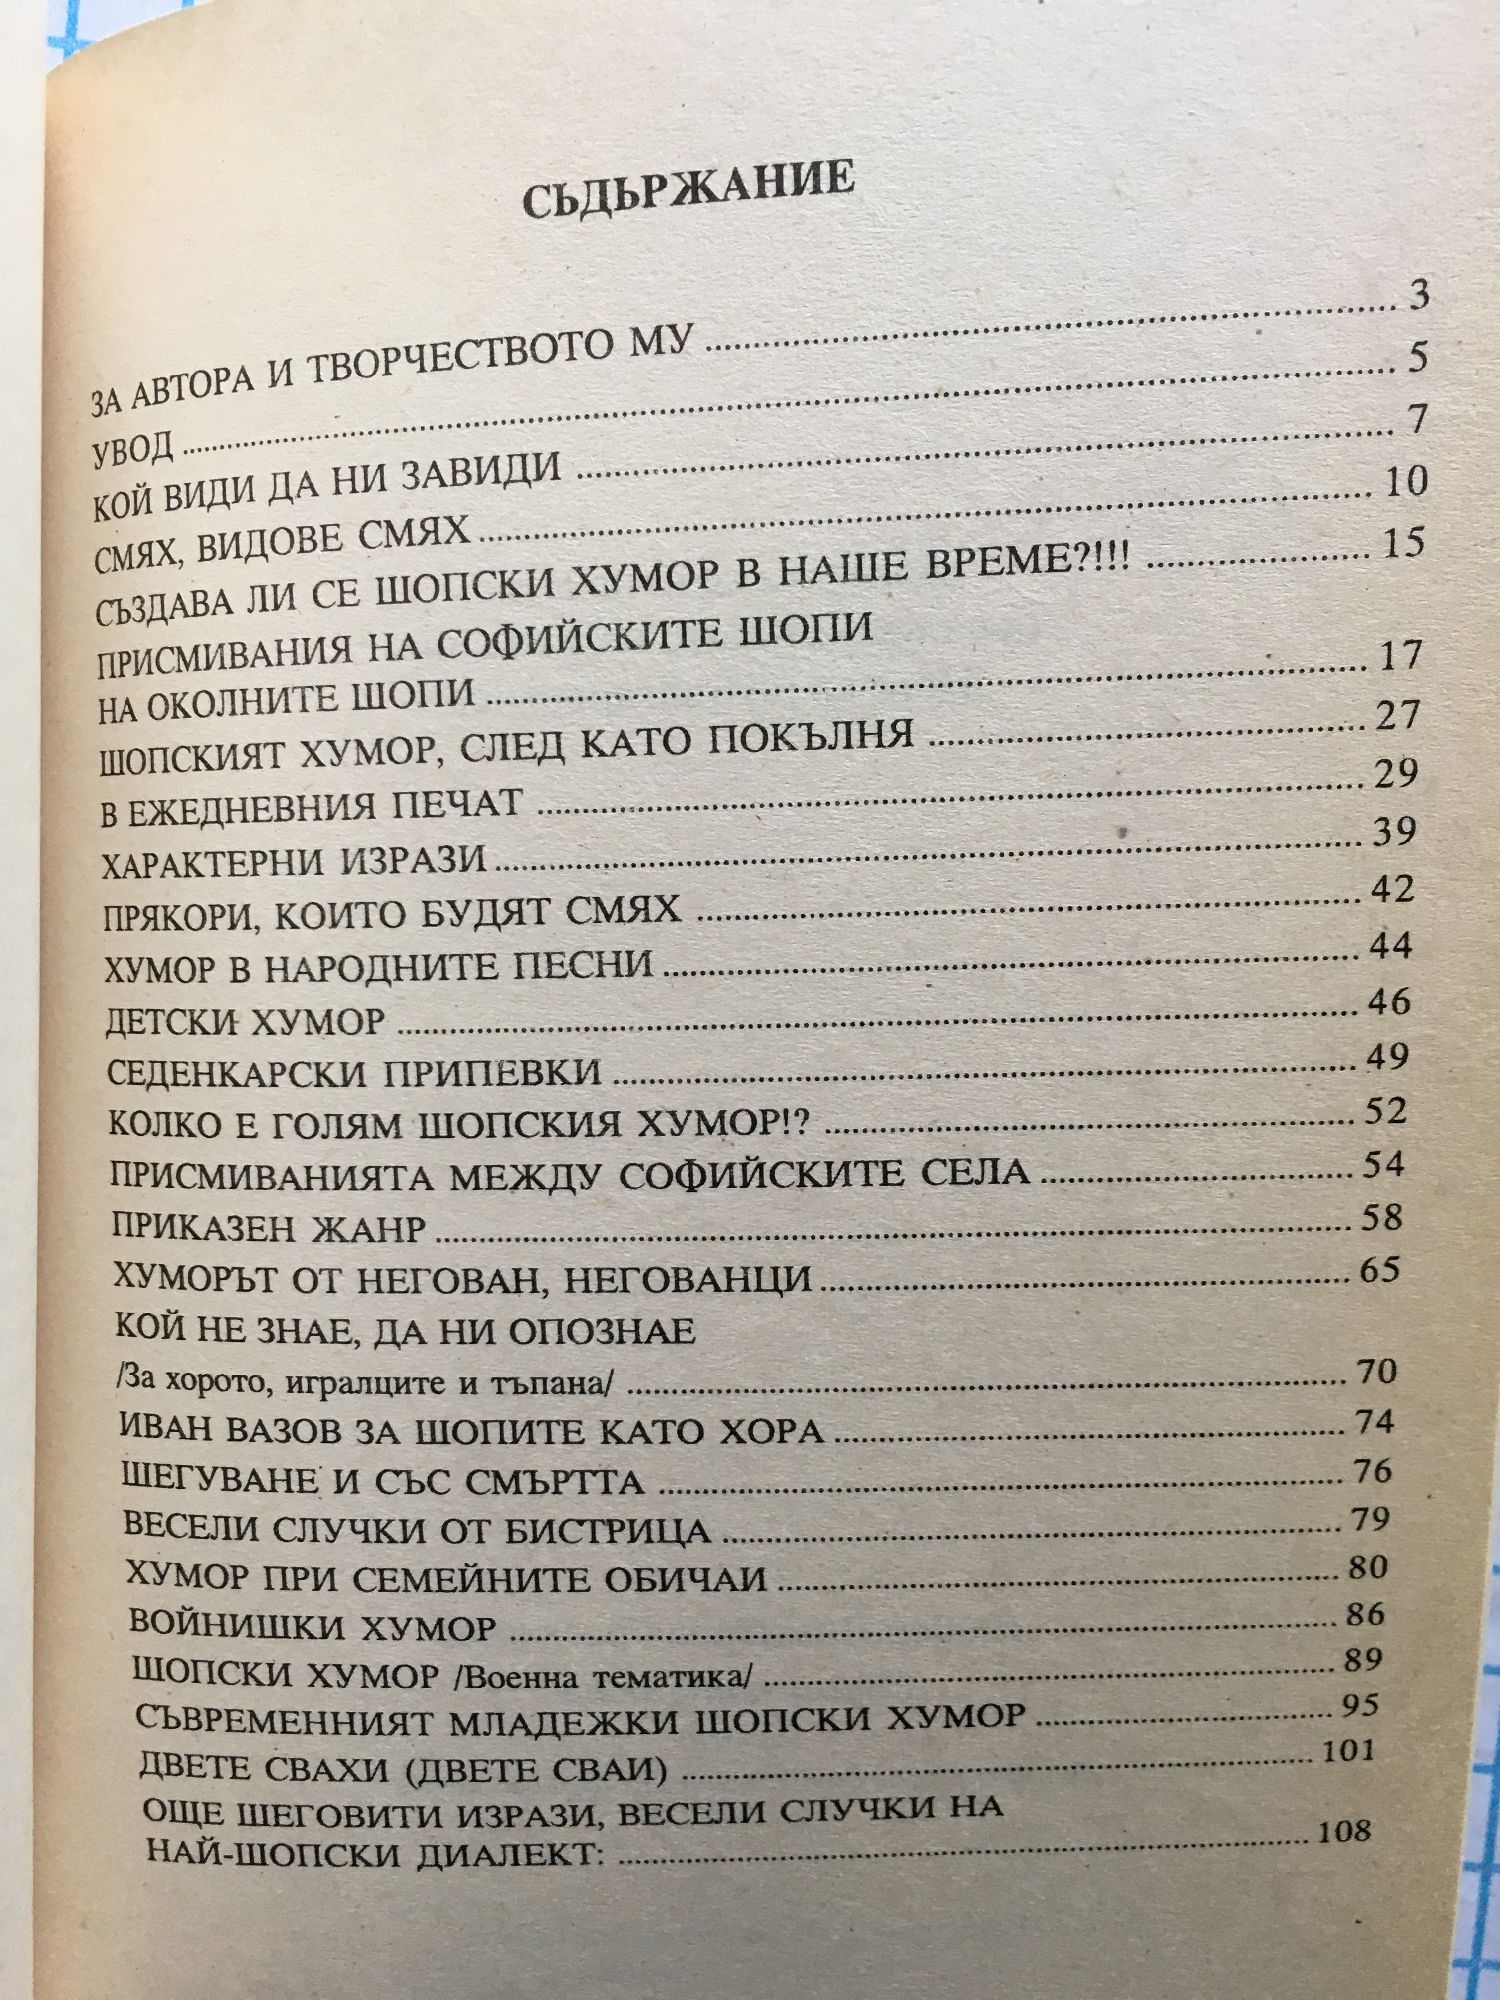 СЪДЪРЖАНИЕ
ЗА АВТОРА И ТВОРЧЕСТВОТО МУ ........ 3
УВОД ........ 5
КОЙ ВИДИ ДА НИ ЗАВИДИ ........ 7
СМЯХ, ВИДОВЕ СМЯХ ........ 10
СЪЗДАВА ЛИ СЕ ШОПСКИ ХУМОР В НАШЕ ВРЕМЕ?!!! ........ 15
ПРИСМИВАНИЯ НА СОФИЙСКИТЕ ШОПИ
НА ОКОЛНИТЕ ШОПИ ........ 17
ШОПСКИЯТ ХУМОР, СЛЕД КАТО ПОКЪЛНЯ ........ 27
В ЕЖЕДНЕВНИЯ ПЕЧАТ ........ 29
ХАРАКТЕРНИ ИЗРАЗИ ........ 39
ПРЯКОРИ, КОИТО БУДЯТ СМЯХ ........ 42
ХУМОР В НАРОДНИТЕ ПЕСНИ ........ 44
ДЕТСКИ ХУМОР ........ 46
СЕДЕНКАРСКИ ПРИПЕВКИ ........ 49
КОЛКО Е ГОЛЯМ ШОПСКИЯ ХУМОР!? ........ 52
ПРИСМИВАНИЯТА МЕЖДУ СОФИЙСКИТЕ СЕЛА ........ 54
ПРИКАЗЕН ЖАНР ........ 58
ХУМОРЪТ ОТ НЕГОВАН, НЕГОВАНЦИ ........ 65
КОЙ НЕ ЗНАЕ, ДА НИ ОПОЗНАЕ
/За хорото, игралците и тъпана/ ........ 70
ИВАН ВАЗОВ ЗА ШОПИТЕ КАТО ХОРА ........ 74
ШЕГУВАНЕ И СЪС СМЪРТТА ........ 76
ВЕСЕЛИ СЛУЧКИ ОТ БИСТРИЦА ........ 79
ХУМОР ПРИ СЕМЕЙНИТЕ ОБИЧАИ ........ 80
ВОЙНИШКИ ХУМОР ........ 86
ШОПСКИ ХУМОР /Военна тематика/ ........ 89
СЪВРЕМЕННИЯТ МЛАДЕЖКИ ШОПСКИ ХУМОР ........ 95
ДВЕТЕ СВАХИ (ДВЕТЕ СВАИ) ........ 101
ОЩЕ ШЕГОВИТИ ИЗРАЗИ, ВЕСЕЛИ СЛУЧКИ НА
НАЙ-ШОПСКИ ДИАЛЕКТ: ........ 108